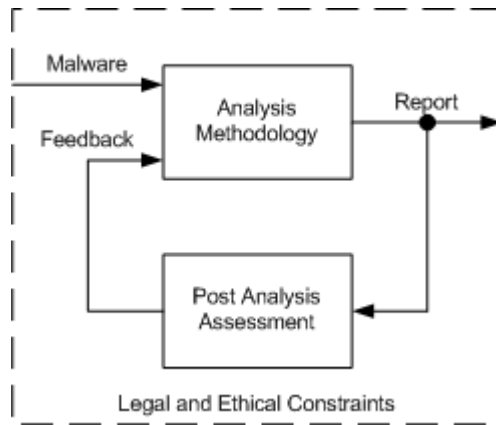 Malware
Analysis
Methodology
Report
Feedback
Post Analysis
Assessment
Legal and Ethical Constraints